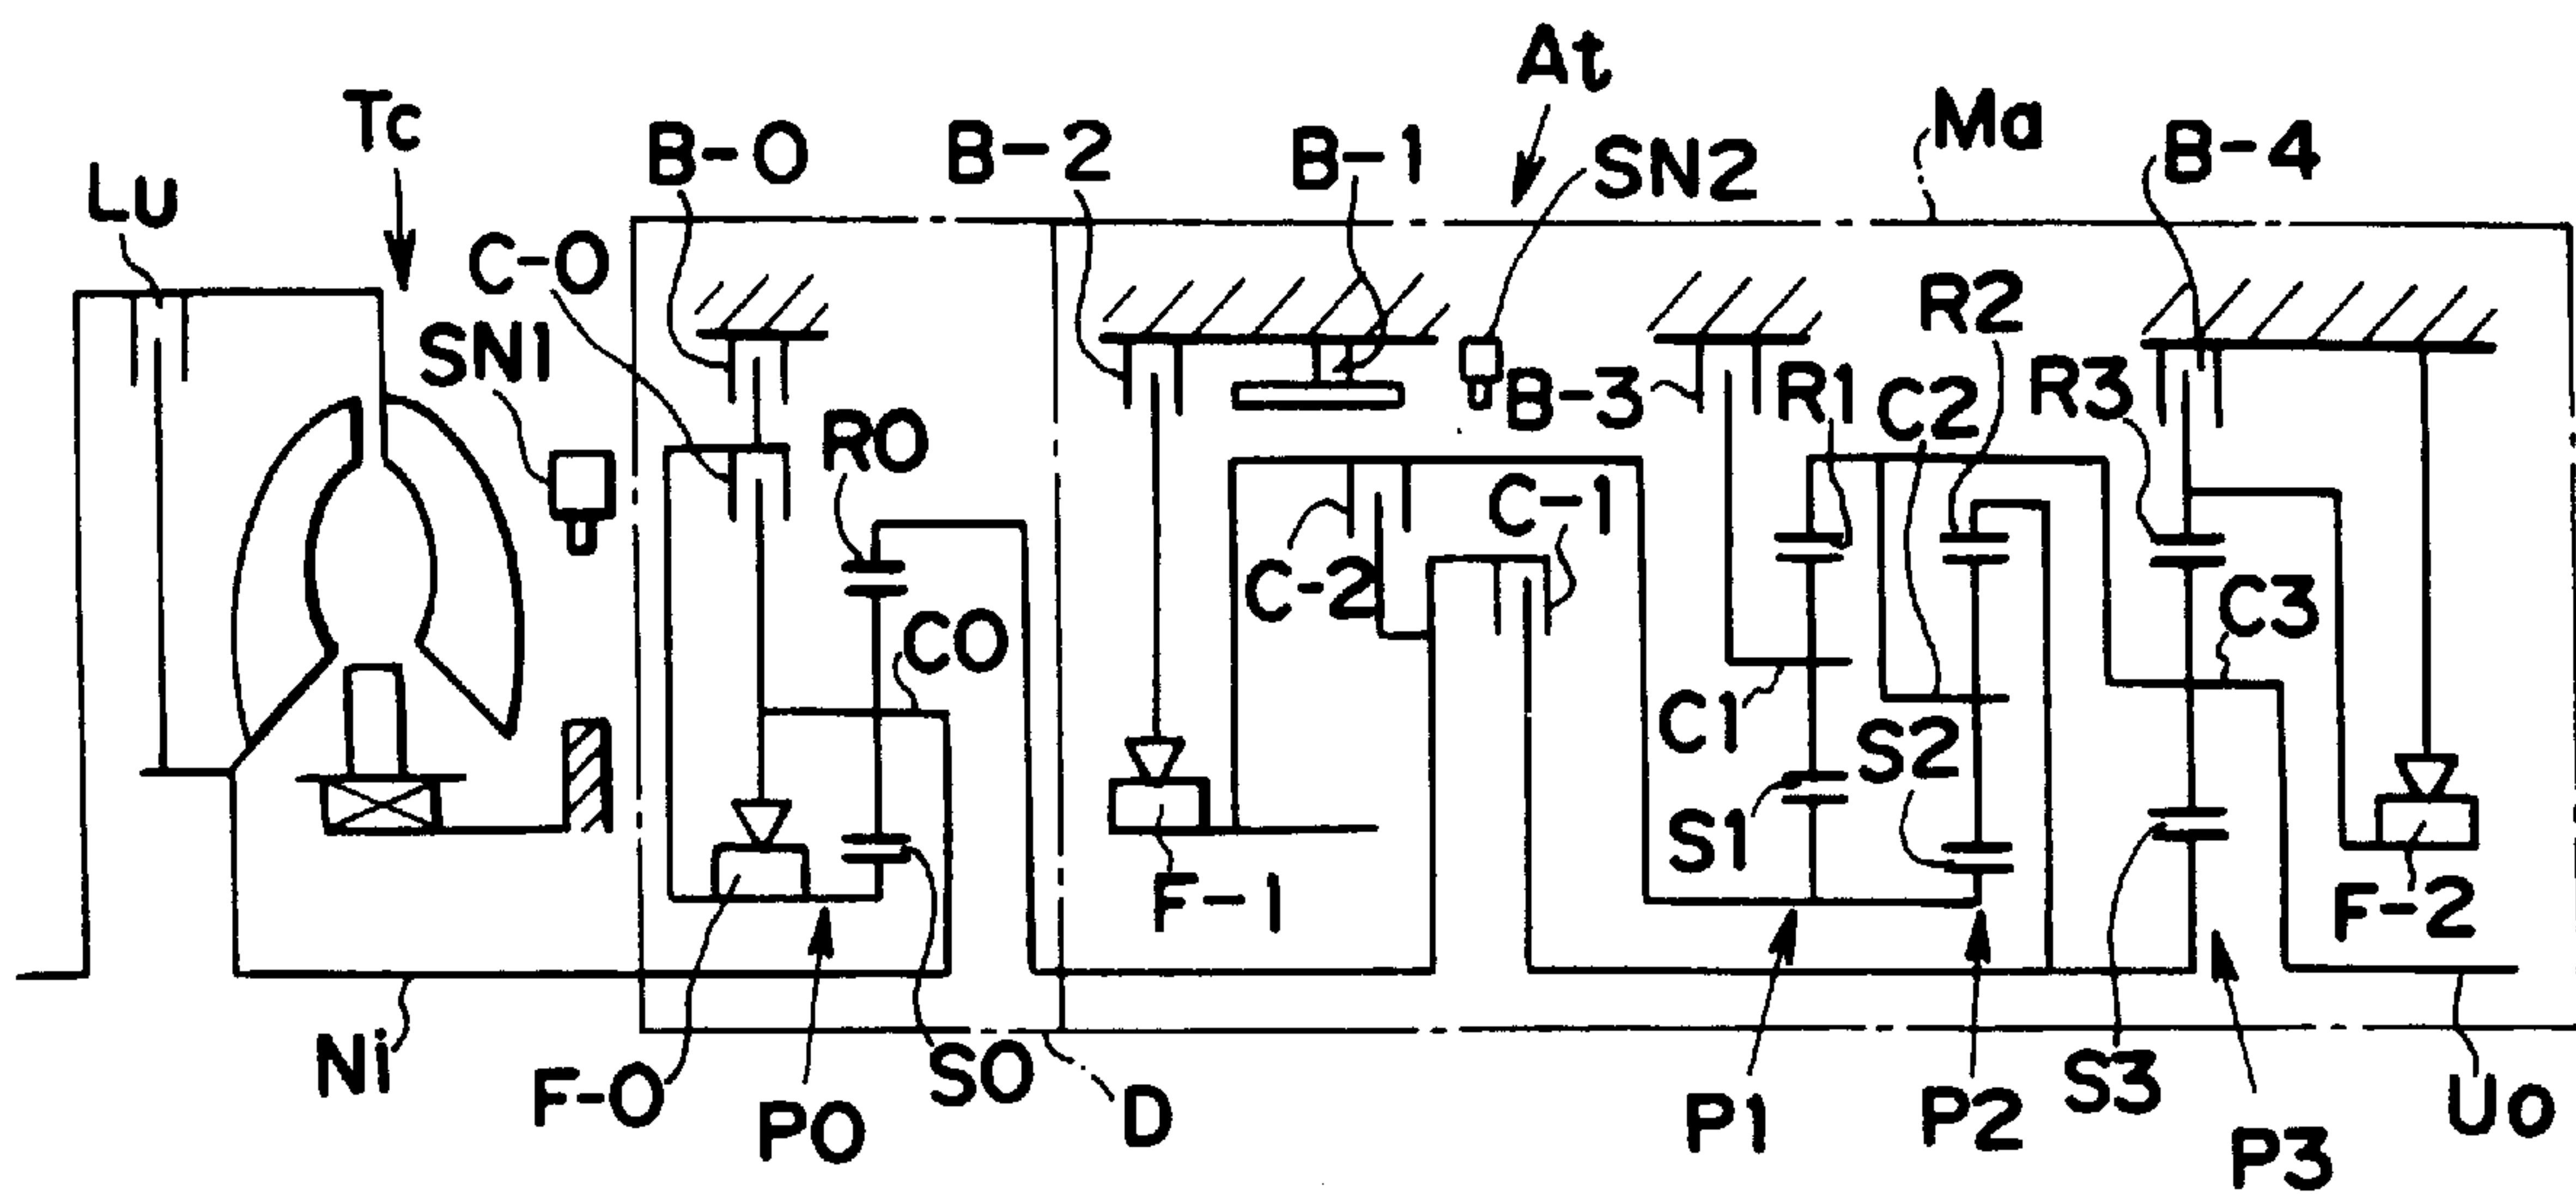 At
Tc
Ma
B-0
B-2
B-1
B-4
SN2
Lu
C-0
R2
SN1
B-3
R1
C2
R3
R0
C-1
C-2
C0
C3
C1
S2
S1
F-1
F-2
Ni
F-0
S0
D
P0
P1
P2
S3
Uo
P3